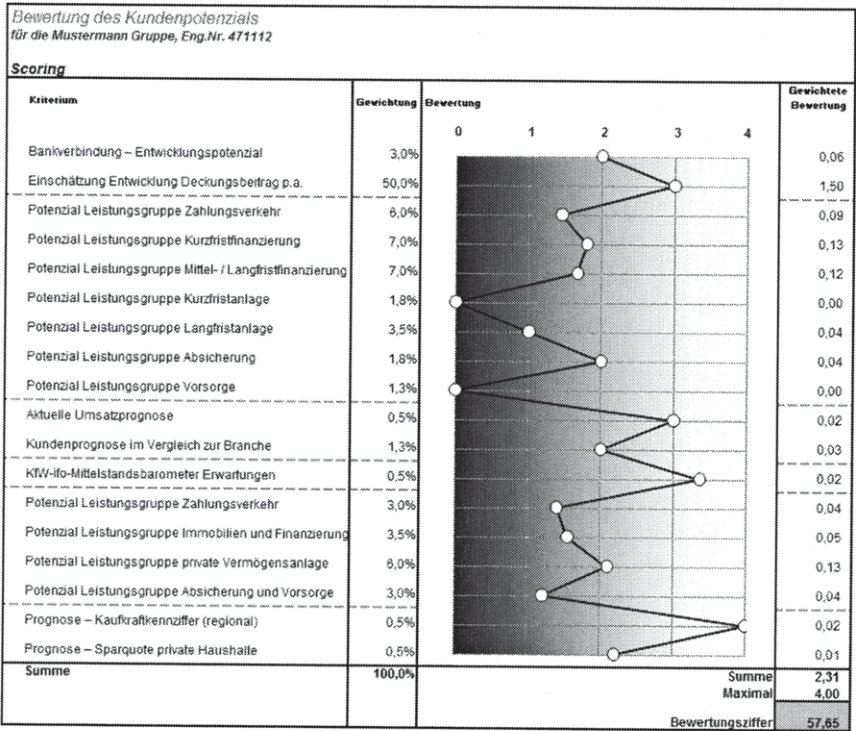 Bewertung des Kundenpotenzials
für die Mustermann Gruppe, Eng.Nr. 471112
Scoring
Kriterium Gewichtung Bewertung Gewichtete Bewertung
0 1 2 3 4
Bankverbindung – Entwicklungspotenzial 3,0% 0,06
Einschätzung Entwicklung Deckungsbeitrag p.a. 50,0% 1,50
Potenzial Leistungsgruppe Zahlungsverkehr 6,0% 0,09
Potenzial Leistungsgruppe Kurzfristfinanzierung 7,0% 0,13
Potenzial Leistungsgruppe Mittel- / Langfristfinanzierung 7,0% 0,12
Potenzial Leistungsgruppe Kurzfristanlage 1,8% 0,00
Potenzial Leistungsgruppe Langfristanlage 3,5% 0,04
Potenzial Leistungsgruppe Absicherung 1,8% 0,04
Potenzial Leistungsgruppe Vorsorge 1,3% 0,00
Aktuelle Umsatzprognose 0,5% 0,02
Kundenprognose im Vergleich zur Branche 1,3% 0,03
KfW-ifo-Mittelstandsbarometer Erwartungen 0,5% 0,02
Potenzial Leistungsgruppe Zahlungsverkehr 3,0% 0,04
Potenzial Leistungsgruppe Immobilien und Finanzierung 3,5% 0,05
Potenzial Leistungsgruppe private Vermögensanlage 6,0% 0,13
Potenzial Leistungsgruppe Absicherung und Vorsorge 3,0% 0,04
Prognose – Kaufkraftkennziffer (regional) 0,5% 0,02
Prognose – Sparquote private Haushalte 0,5% 0,01
Summe 100,0% Summe 2,31
Maximal 4,00
Bewertungsziffer 57,65